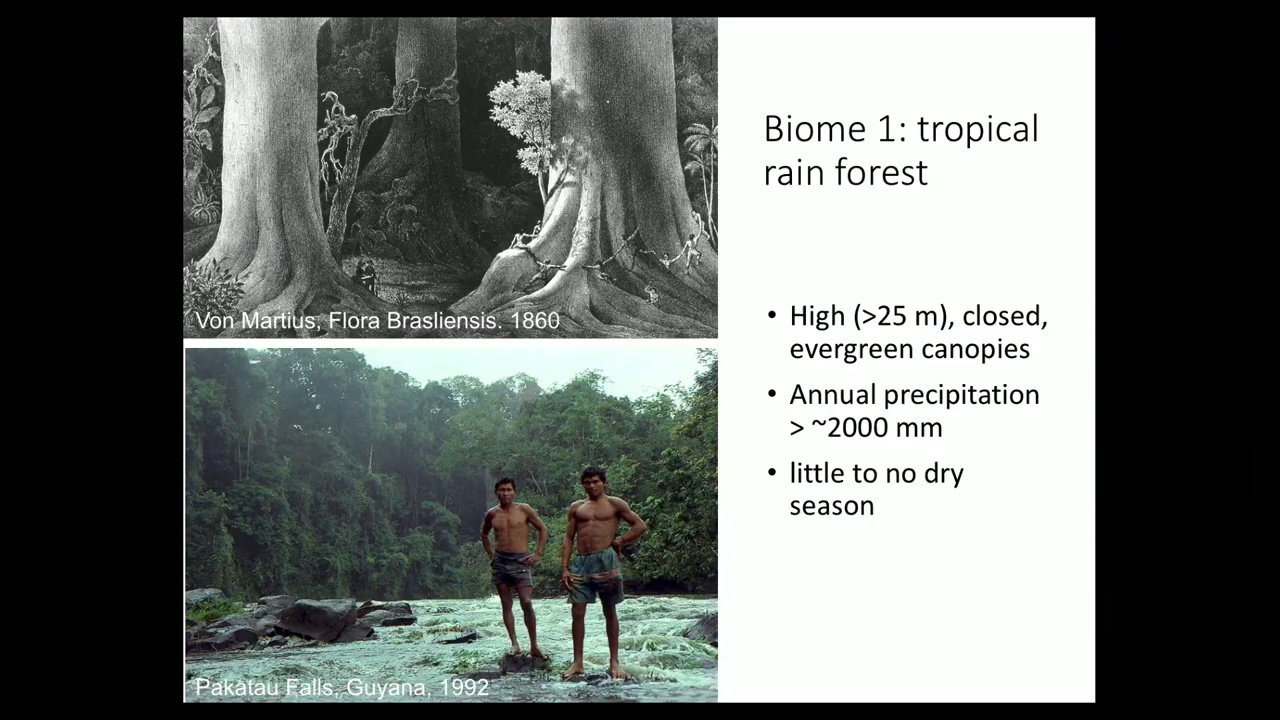 Von Martius, Flora Brasliensis. 1860
Pakatau Falls, Guyana, 1992
Biome 1: tropical
rain forest
• High (>25 m), closed,
evergreen canopies
• Annual precipitation
> ~2000 mm
• little to no dry
season